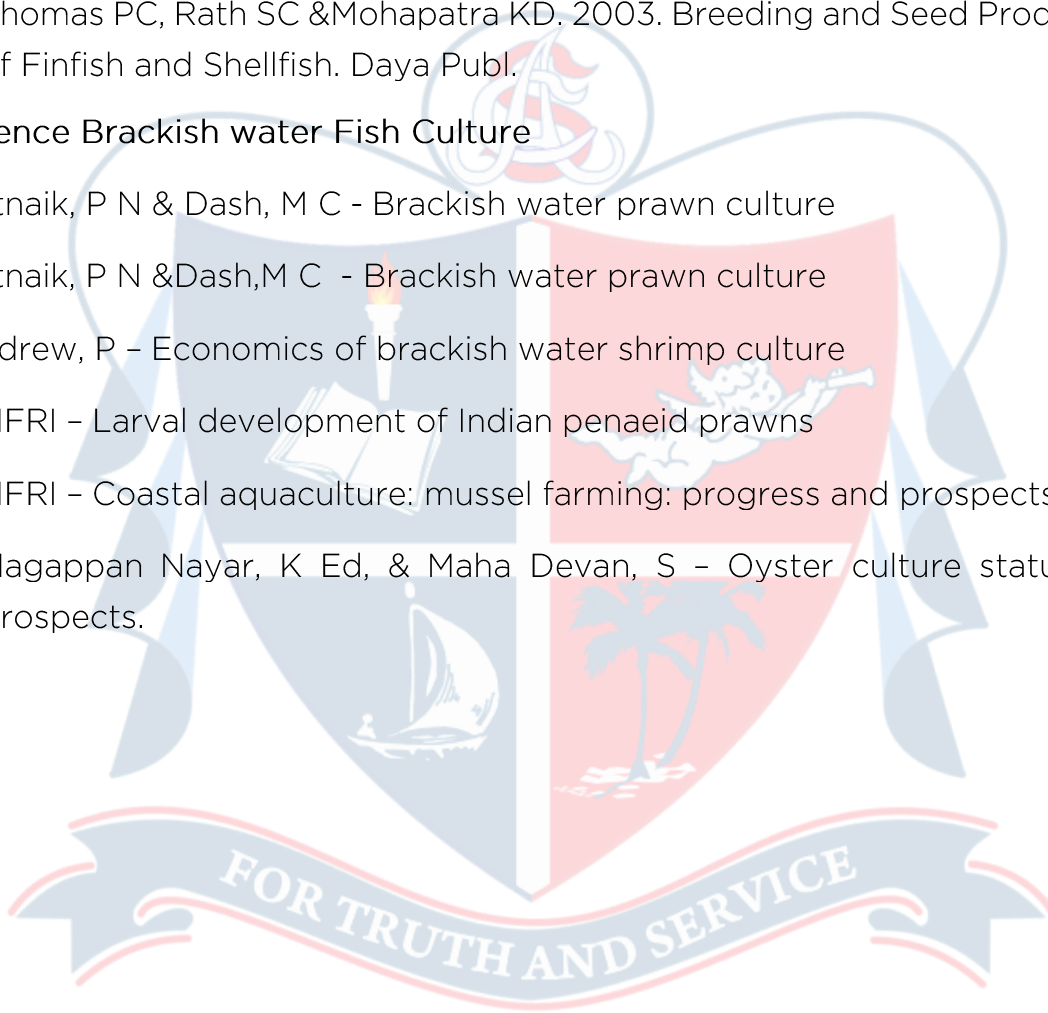 homas PC, Rath SC &Mohapatra KD. 2003. Breeding and Seed Prod
f Finfish and Shellfish. Daya Publ.
ence Brackish water Fish Culture
tnaik, P N & Dash, M C - Brackish water prawn culture
tnaik, P N &Dash,M C - Brackish water prawn culture
drew, P – Economics of brackish water shrimp culture
IFRI – Larval development of Indian penaeid prawns
IFRI – Coastal aquaculture: mussel farming: progress and prospects
lagappan Nayar, K Ed, & Maha Devan, S – Oyster culture statu
rospects.
FOR TRUTH AND SERVICE